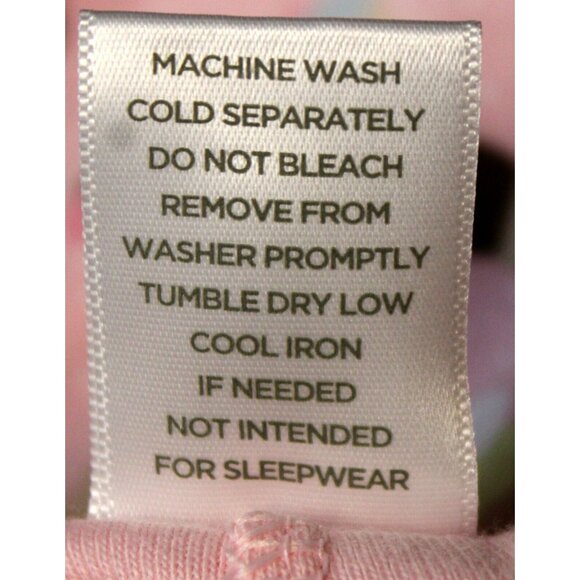 MACHINE WASH
COLD SEPARATELY
DO NOT BLEACH
REMOVE FROM
WASHER PROMPTLY
TUMBLE DRY LOW
COOL IRON
IF NEEDED
NOT INTENDED
FOR SLEEPWEAR